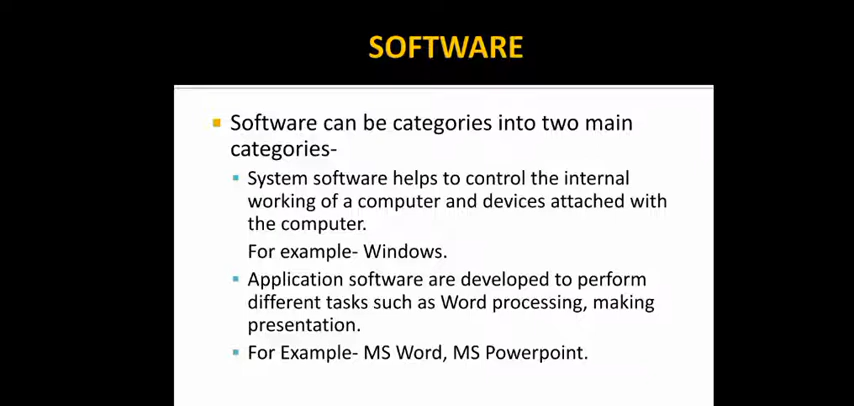 SOFTWARE
Software can be categories into two main
categories-
System software helps to control the internal
working of a computer and devices attached with
the computer.
For example- Windows.
Application software are developed to perform
different tasks such as Word processing, making
presentation.
For Example- MS Word, MS Powerpoint.